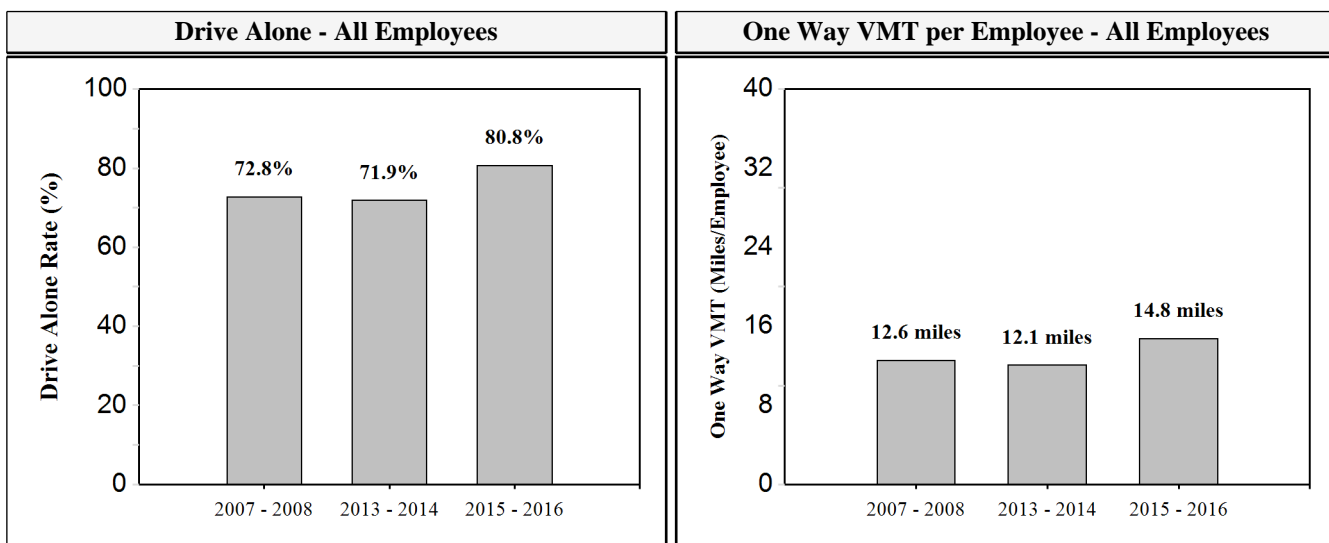 Drive Alone - All Employees
One Way VMT per Employee - All Employees
Drive Alone Rate (%)
100
80
60
40
20
0
72.8%
71.9%
80.8%
2007 - 2008
2013 - 2014
2015 - 2016
One Way VMT (Miles/Employee)
40
32
24
16
8
0
12.6 miles
12.1 miles
14.8 miles
2007 - 2008
2013 - 2014
2015 - 2016